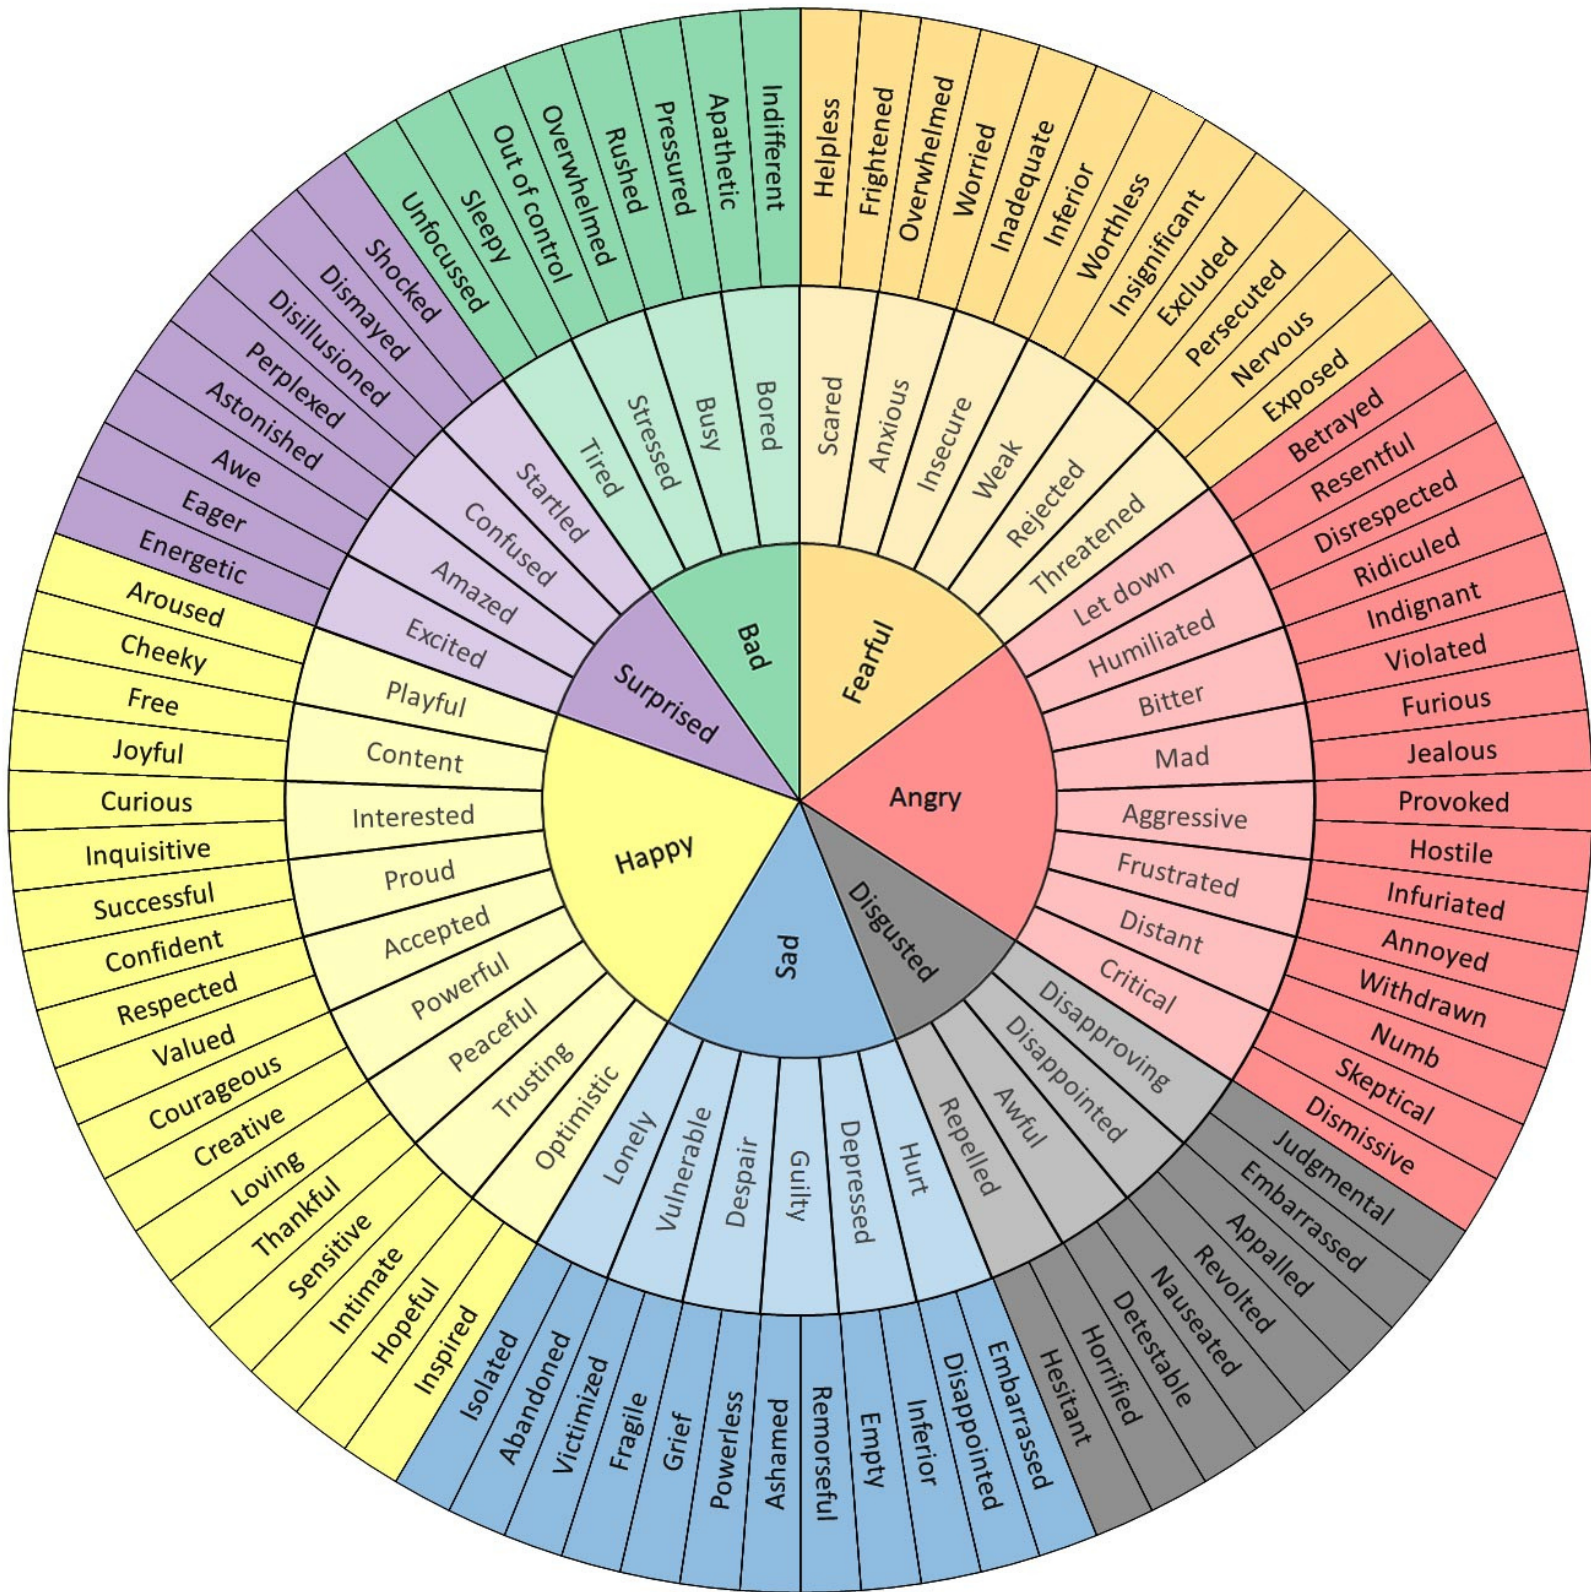 Fearful
Angry
Disgusted
Sad
Happy
Surprised
Bad
Scared
Anxious
Insecure
Weak
Rejected
Threatened
Let down
Humiliated
Bitter
Mad
Aggressive
Frustrated
Distant
Critical
Disapproving
Disappointed
Awful
Repelled
Hurt
Depressed
Guilty
Despair
Vulnerable
Lonely
Optimistic
Trusting
Peaceful
Powerful
Accepted
Proud
Interested
Content
Playful
Excited
Amazed
Confused
Startled
Tired
Stressed
Busy
Bored
Helpless
Frightened
Overwhelmed
Worried
Inadequate
Inferior
Worthless
Insignificant
Excluded
Persecuted
Nervous
Exposed
Betrayed
Resentful
Disrespected
Ridiculed
Indignant
Violated
Furious
Jealous
Provoked
Hostile
Infuriated
Annoyed
Withdrawn
Numb
Skeptical
Dismissive
Judgmental
Embarrassed
Appalled
Revolted
Nauseated
Detestable
Horrified
Hesitant
Embarrassed
Disappointed
Inferior
Empty
Remorseful
Ashamed
Powerless
Grief
Fragile
Victimized
Abandoned
Isolated
Inspired
Hopeful
Intimate
Sensitive
Thankful
Loving
Creative
Courageous
Valued
Respected
Confident
Successful
Inquisitive
Curious
Joyful
Free
Cheeky
Aroused
Energetic
Eager
Awe
Astonished
Perplexed
Disillusioned
Dismayed
Shocked
Unfocussed
Sleepy
Out of control
Overwhelmed
Rushed
Pressured
Apathetic
Indifferent